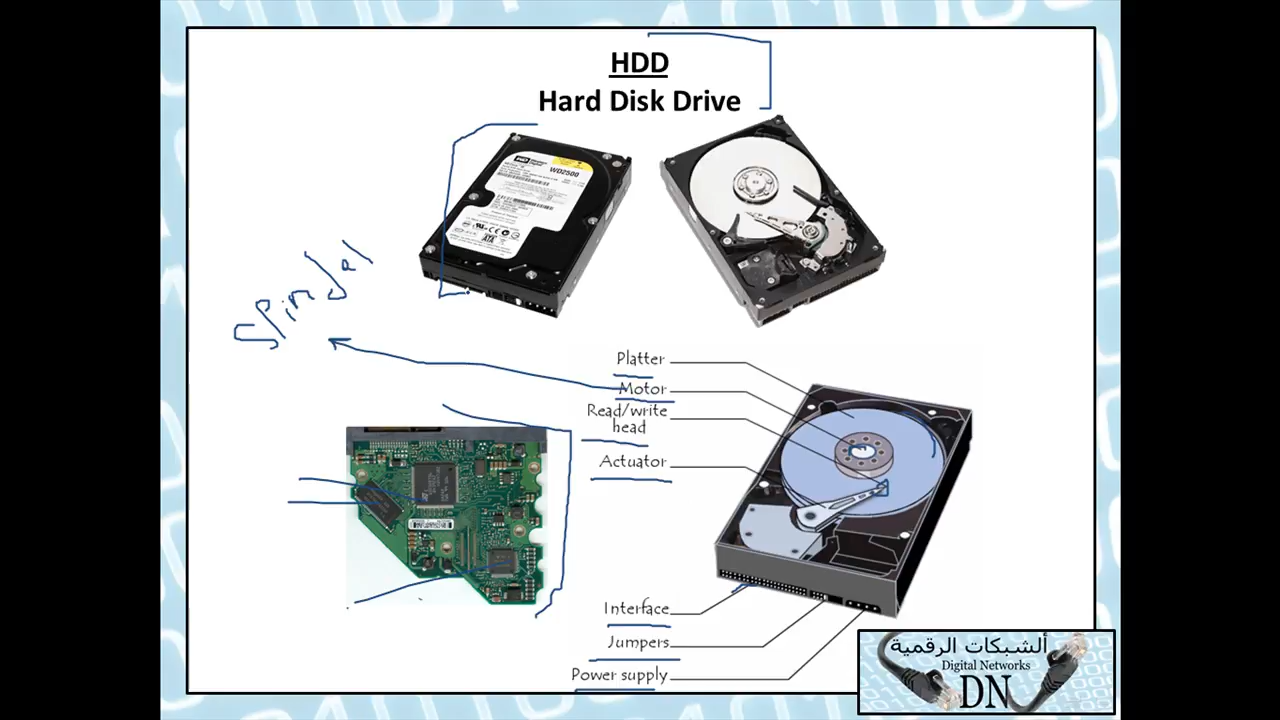 HDD
Hard Disk Drive
WD2500
Spindel
Platter
Motor
Read/write
head
Actuator
Interface
Jumpers
Power supply
ألشبكات الرقمية
Digital Networks
DN